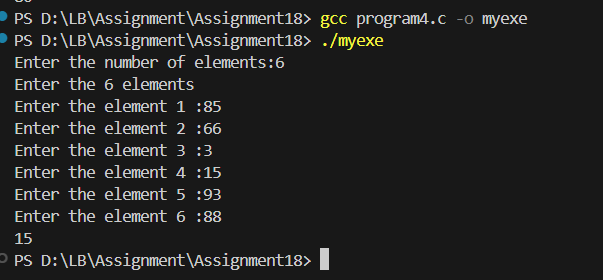 PS D:\LB\Assignment\Assignment18> gcc program4.c -o myexe
PS D:\LB\Assignment\Assignment18> ./myexe
Enter the number of elements:6
Enter the 6 elements
Enter the element 1 :85
Enter the element 2 :66
Enter the element 3 :3
Enter the element 4 :15
Enter the element 5 :93
Enter the element 6 :88
15
PS D:\LB\Assignment\Assignment18>